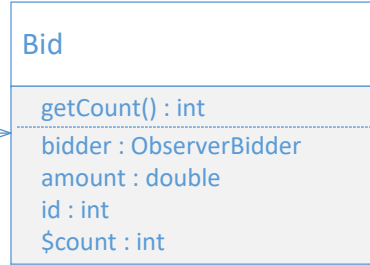 Bid
getCount() : int
bidder : ObserverBidder
amount : double
id : int
$count : int